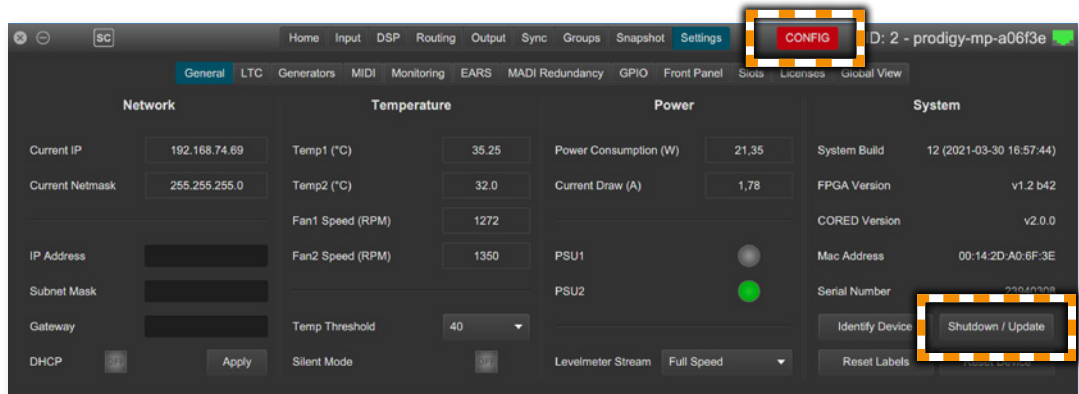 SC Home Input DSP Routing Output Sync Groups Snapshot Settings CONFIG D: 2 - prodigy-mp-a06f3e
General LTC Generators MIDI Monitoring EARS MADI Redundancy GPIO Front Panel Slots Licenses Global View
Network Temperature Power System
Current IP 192.168.74.69 Temp1 (°C) 35.25 Power Consumption (W) 21,35 System Build 12 (2021-03-30 16:57:44)
Current Netmask 255.255.255.0 Temp2 (°C) 32.0 Current Draw (A) 1,78 FPGA Version v1.2 b42
Fan1 Speed (RPM) 1272 CORED Version v2.0.0
IP Address Fan2 Speed (RPM) 1350 PSU1 Mac Address 00:14:2D:A0:6F:3E
Subnet Mask PSU2 Serial Number 23940308
Gateway Temp Threshold 40 Identify Device Shutdown / Update
DHCP OFF Apply Silent Mode OFF Levelmeter Stream Full Speed Reset Labels Reset Device